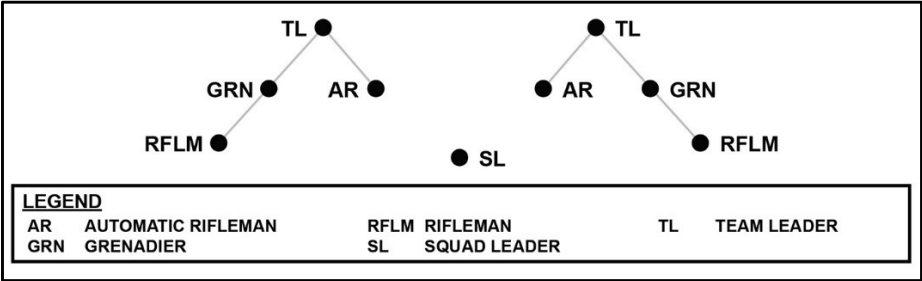 TL TL
GRN AR AR GRN
RFLM SL RFLM
LEGEND
AR AUTOMATIC RIFLEMAN RFLM RIFLEMAN TL TEAM LEADER
GRN GRENADIER SL SQUAD LEADER